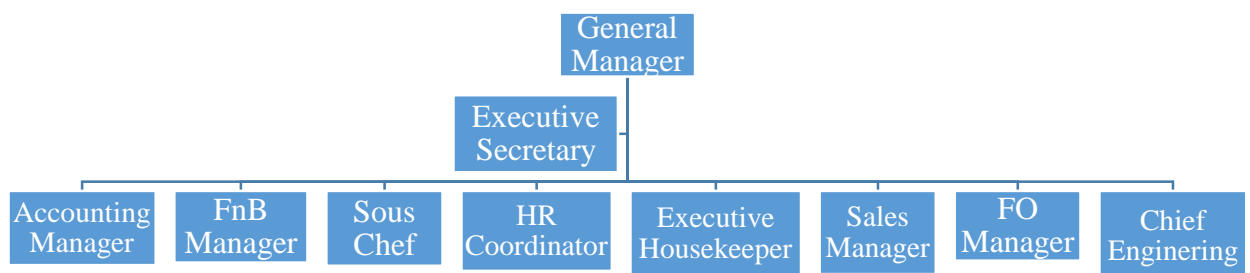 General
Manager
Executive
Secretary
Accounting
Manager
FnB
Manager
Sous
Chef
HR
Coordinator
Executive
Housekeeper
Sales
Manager
FO
Manager
Chief
Enginering